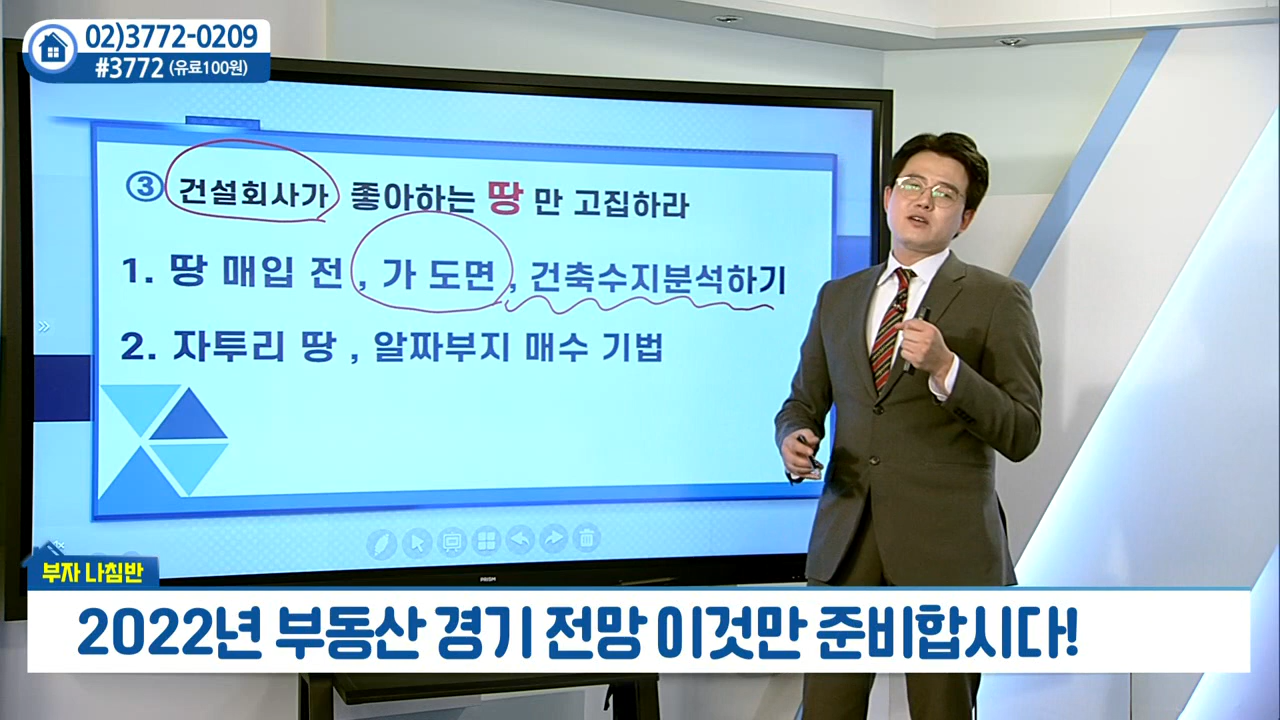 02)3772-0209
#3772 (유료100원)
③ 건설회사가 좋아하는 땅 만 고집하라
1. 땅 매입 전 , 가 도면 , 건축수지분석하기
2. 자투리 땅 , 알짜부지 매수 기법
PRISM
부자 나침반
2022년 부동산 경기 전망 이것만 준비합시다!